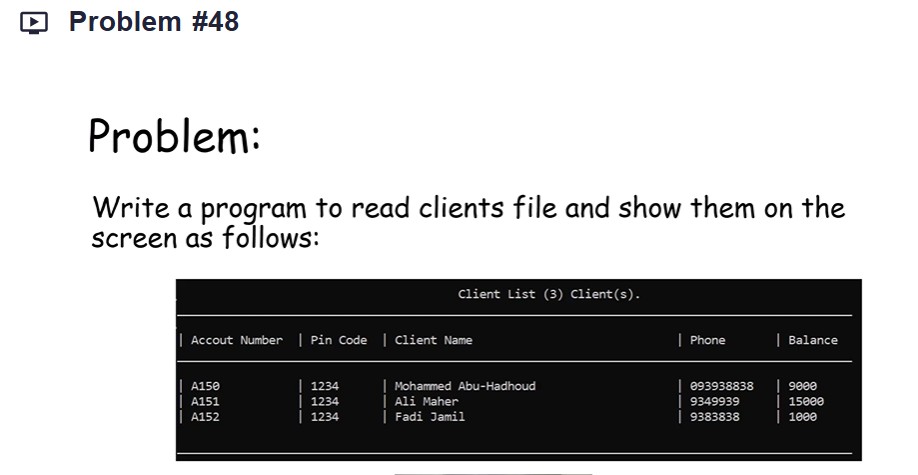 Problem #48
Problem:
Write a program to read clients file and show them on the
screen as follows:
Client List (3) Client(s).
| Accout Number | Pin Code | Client Name | Phone | Balance
| A150 | 1234 | Mohammed Abu-Hadhoud | 093938838 | 9000
| A151 | 1234 | Ali Maher | 9349939 | 15000
| A152 | 1234 | Fadi Jamil | 9383838 | 1000